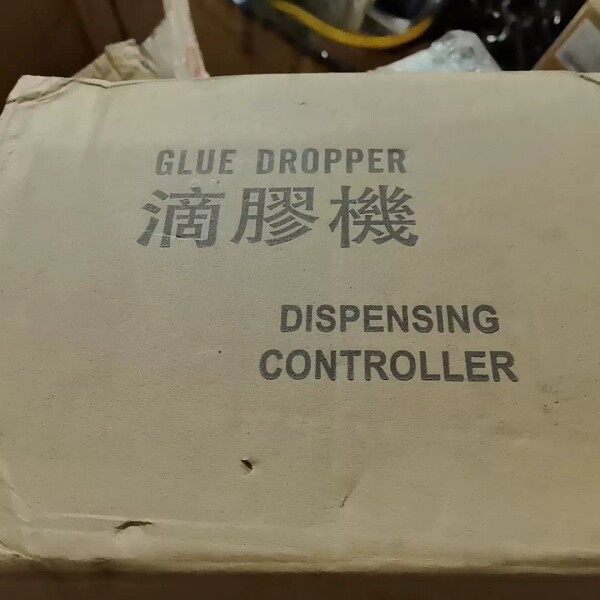 GLUE DROPPER
滴膠機
DISPENSING
CONTROLLER